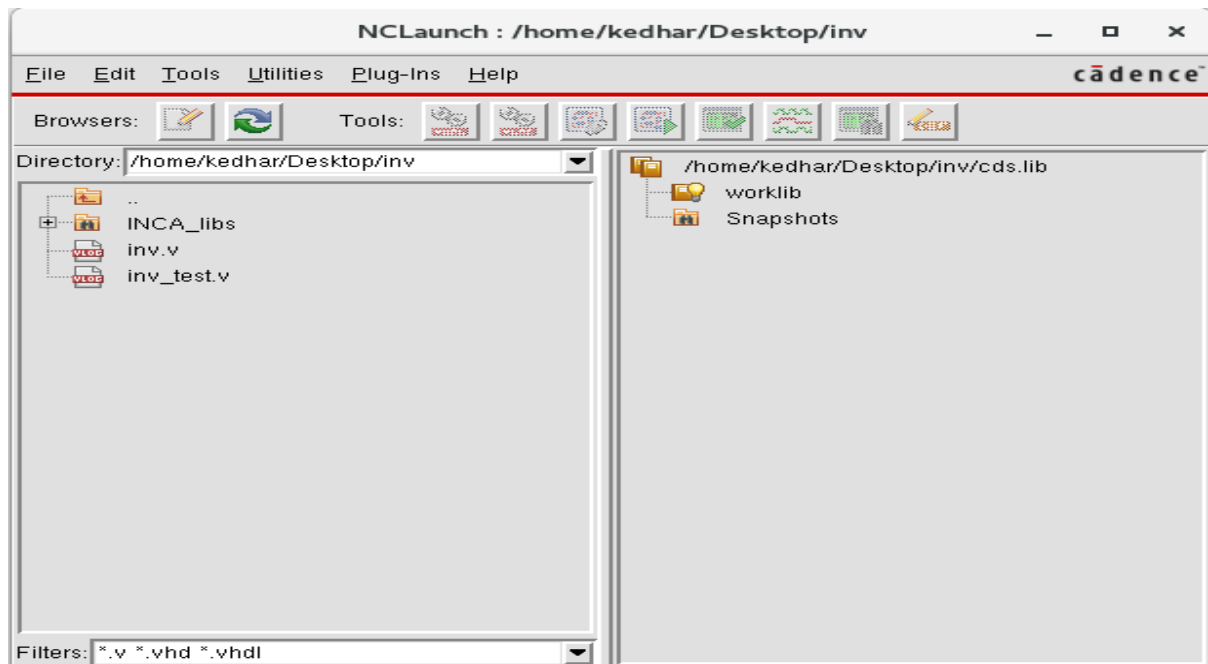 NCLaunch : /home/kedhar/Desktop/inv
File Edit Tools Utilities Plug-Ins Help
cādence
Browsers: Tools:
Directory: /home/kedhar/Desktop/inv
..
INCA_libs
inv.v
inv_test.v
Filters: *.v *.vhd *.vhdl
/home/kedhar/Desktop/inv/cds.lib
worklib
Snapshots